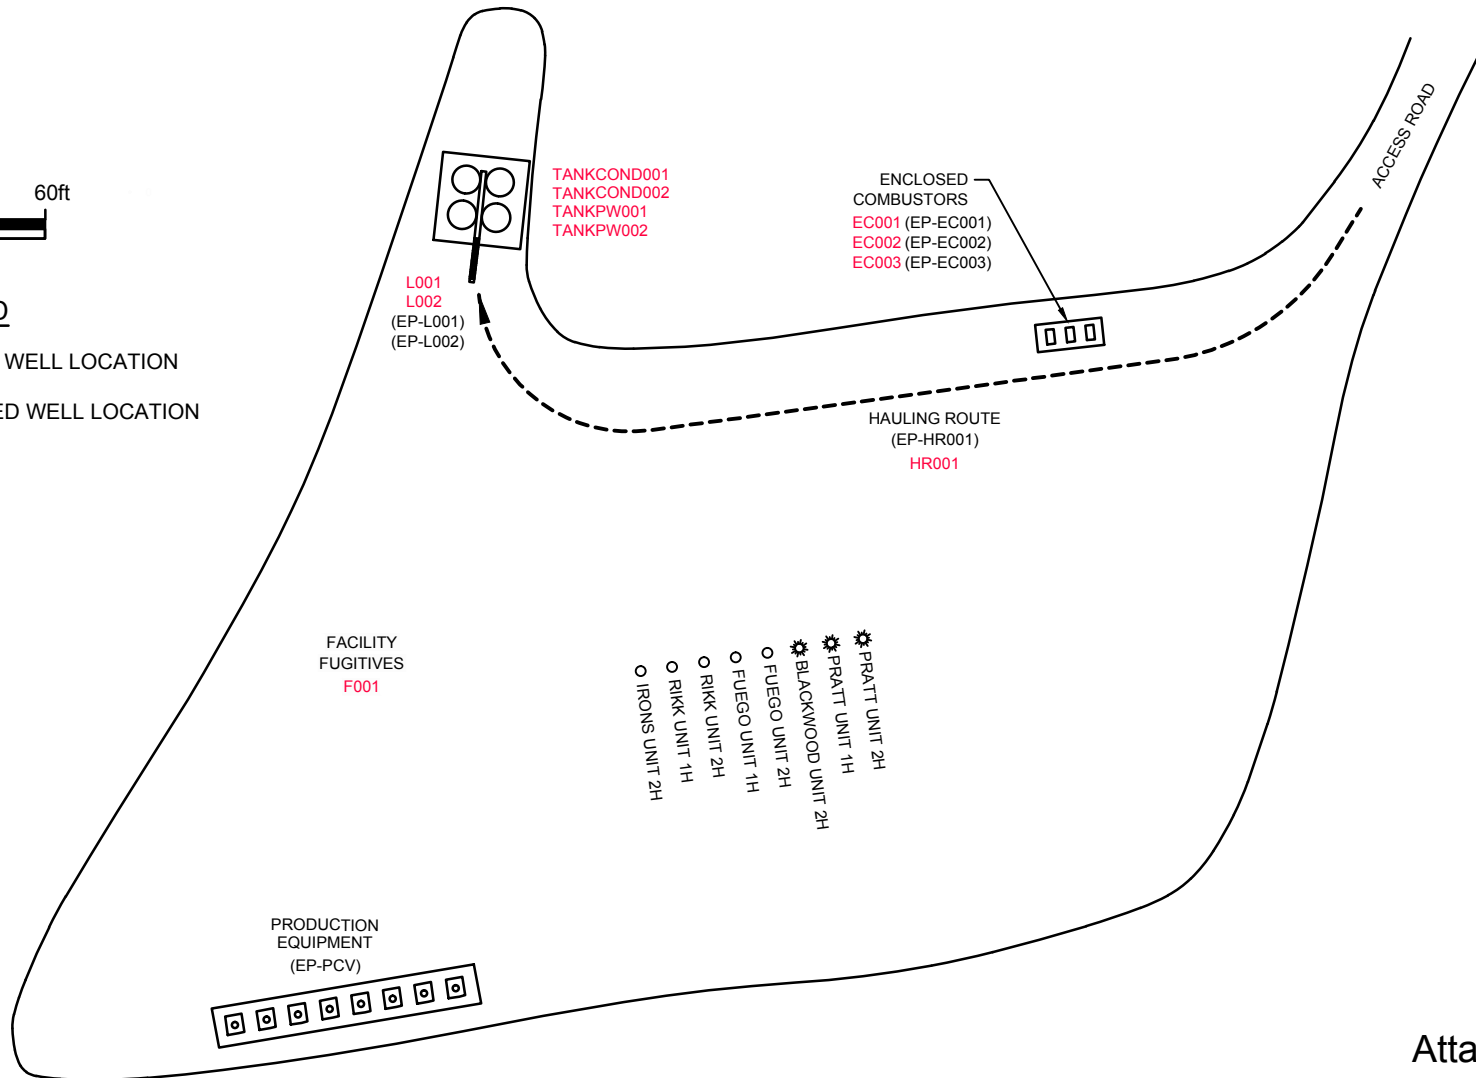 60ft
D
WELL LOCATION
ED WELL LOCATION
TANKCOND001
TANKCOND002
TANKPW001
TANKPW002
L001
L002
(EP-L001)
(EP-L002)
ENCLOSED
COMBUSTORS
EC001 (EP-EC001)
EC002 (EP-EC002)
EC003 (EP-EC003)
ACCESS ROAD
HAULING ROUTE
(EP-HR001)
HR001
FACILITY
FUGITIVES
F001
IRONS UNIT 2H
RIKK UNIT 1H
RIKK UNIT 2H
FUEGO UNIT 1H
FUEGO UNIT 2H
BLACKWOOD UNIT 2H
PRATT UNIT 1H
PRATT UNIT 2H
PRODUCTION
EQUIPMENT
(EP-PCV)
Atta